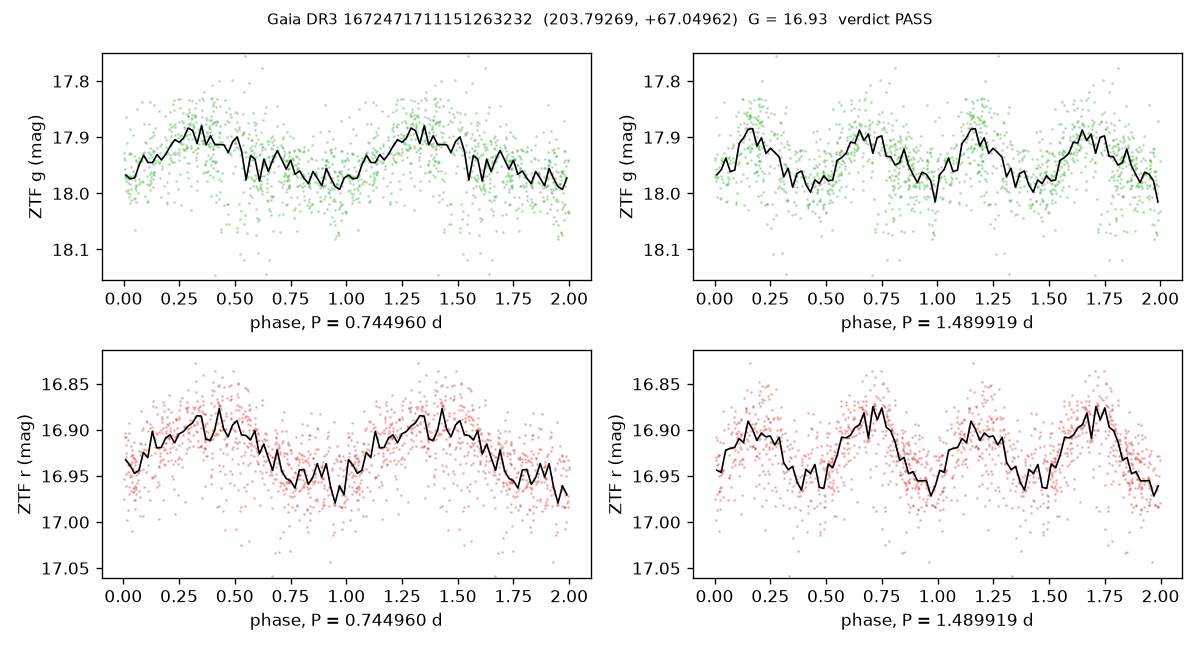 Gaia DR3 1672471711151263232 (203.79269, +67.04962) G = 16.93 verdict PASS
ZTF g (mag)
17.8
17.9
18.0
18.1
0.00 0.25 0.50 0.75 1.00 1.25 1.50 1.75 2.00
phase, P = 0.744960 d
ZTF g (mag)
17.8
17.9
18.0
18.1
0.00 0.25 0.50 0.75 1.00 1.25 1.50 1.75 2.00
phase, P = 1.489919 d
ZTF r (mag)
16.85
16.90
16.95
17.00
17.05
0.00 0.25 0.50 0.75 1.00 1.25 1.50 1.75 2.00
phase, P = 0.744960 d
ZTF r (mag)
16.85
16.90
16.95
17.00
17.05
0.00 0.25 0.50 0.75 1.00 1.25 1.50 1.75 2.00
phase, P = 1.489919 d